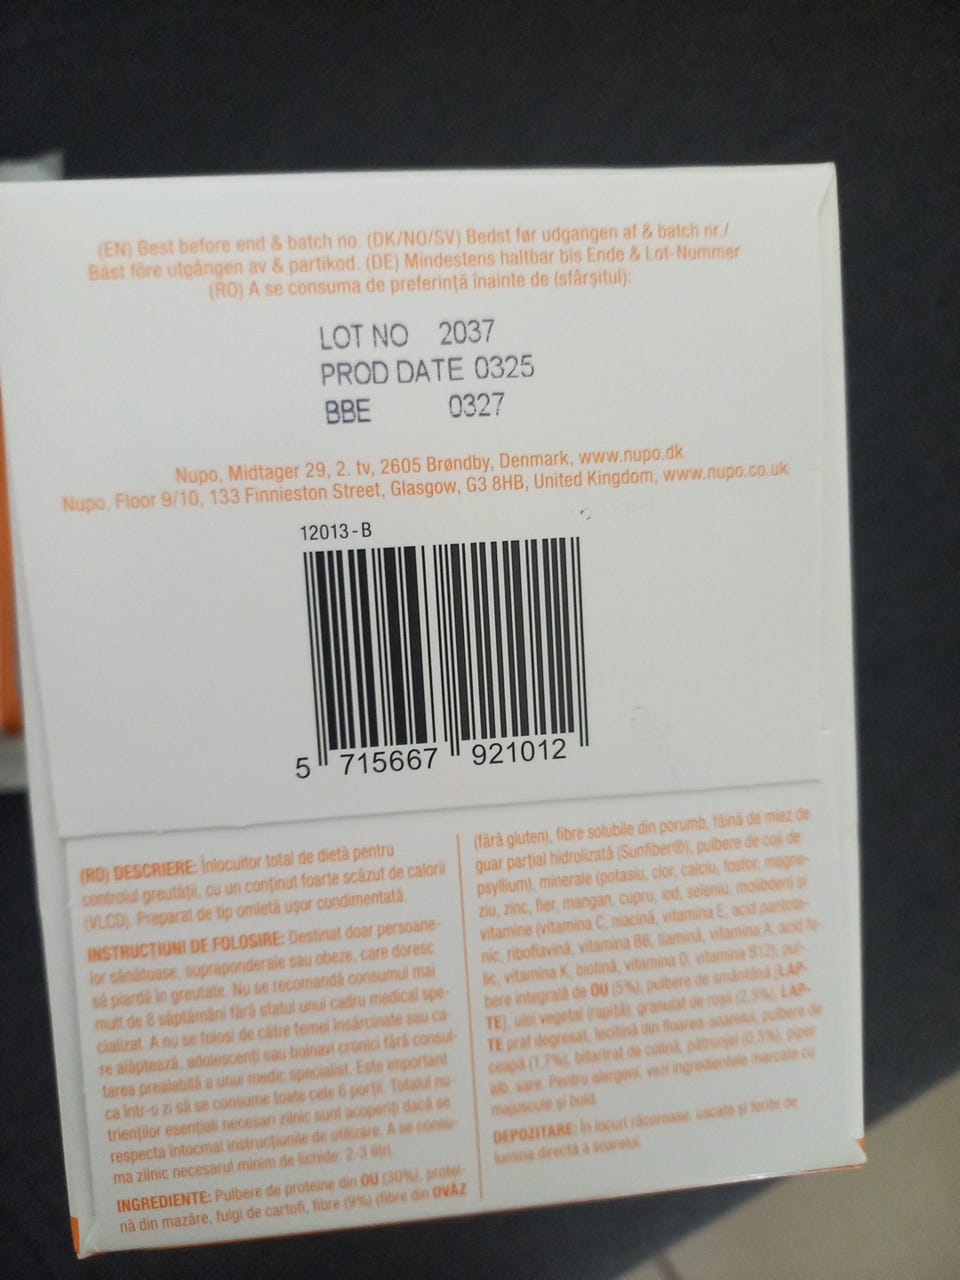 (EN) Best before end & batch no. (DK/NO/SV) Bedst før udgangen af & batch nr./
Bäst före utgången av & partikod. (DE) Mindestens haltbar bis Ende & Lot-Nummer
(RO) A se consuma de preferință înainte de (sfârșitul):
LOT NO 2037
PROD DATE 0325
BBE 0327
Nupo, Midtager 29, 2. tv, 2605 Brøndby, Denmark, www.nupo.dk
Nupo, Floor 9/10, 133 Finnieston Street, Glasgow, G3 8HB, United Kingdom, www.nupo.co.uk
12013-B
5 715667 921012
(RO) DESCRIERE: Înlocuitor total de dietă pentru
controlul greutății, cu un conținut foarte scăzut de calorii
(VLCD). Preparat de tip omletă ușor condimentată.
INSTRUCȚIUNI DE FOLOSIRE: Destinat doar persoane-
lor sănătoase, supraponderale sau obeze, care doresc
să piardă în greutate. Nu se recomandă consumul mai
mult de 8 săptămâni fără sfatul unui cadru medical spe-
cializat. A nu se folosi de către femei însărcinate sau ca-
re alăptează, adolescenți sau bolnavi cronici fără consul-
tarea prealabilă a unui medic specialist. Este important
ca într-o zi să se consume toate cele 6 porții. Totalul nu-
trienților esențiali necesari zilnic sunt acoperiți dacă se
respecta întocmai instrucțiunile de utilizare. A se consu-
ma zilnic necesarul minim de lichide: 2-3 litri.
INGREDIENTE: Pulbere de proteine din OU (30%), protei-
nă din mazăre, fulgi de cartofi, fibre (9%) (fibre din OVĂZ
(fără gluten), fibre solubile din porumb, făină de miez de
guar parțial hidrolizată (Sunfiber®), pulbere de coji de
psyllium), minerale (potasiu, clor, calciu, fosfor, magne-
ziu, zinc, fier, mangan, cupru, iod, seleniu, molibden) și
vitamine (vitamina C, niacină, vitamina E, acid pantote-
nic, riboflavină, vitamina B6, tiamină, vitamina A, acid fo-
lic, vitamina K, biotină, vitamina D, vitamina B12), pul-
bere integrală de OU (5%), pulbere de smântână [LAP-
TE], ulei vegetal (rapiță), granulat de roșii (2,5%), LAP-
TE praf degresat, lecitină din floarea-soarelui, pulbere de
ceapă (1,7%), bitartrat de colină, pătrunjel (0,5%), piper
alb, sare. Pentru alergeni, vezi ingredientele marcate cu
majuscule și bold.
DEPOZITARE: În locuri răcoroase, uscate și ferite de
lumina directă a soarelui.